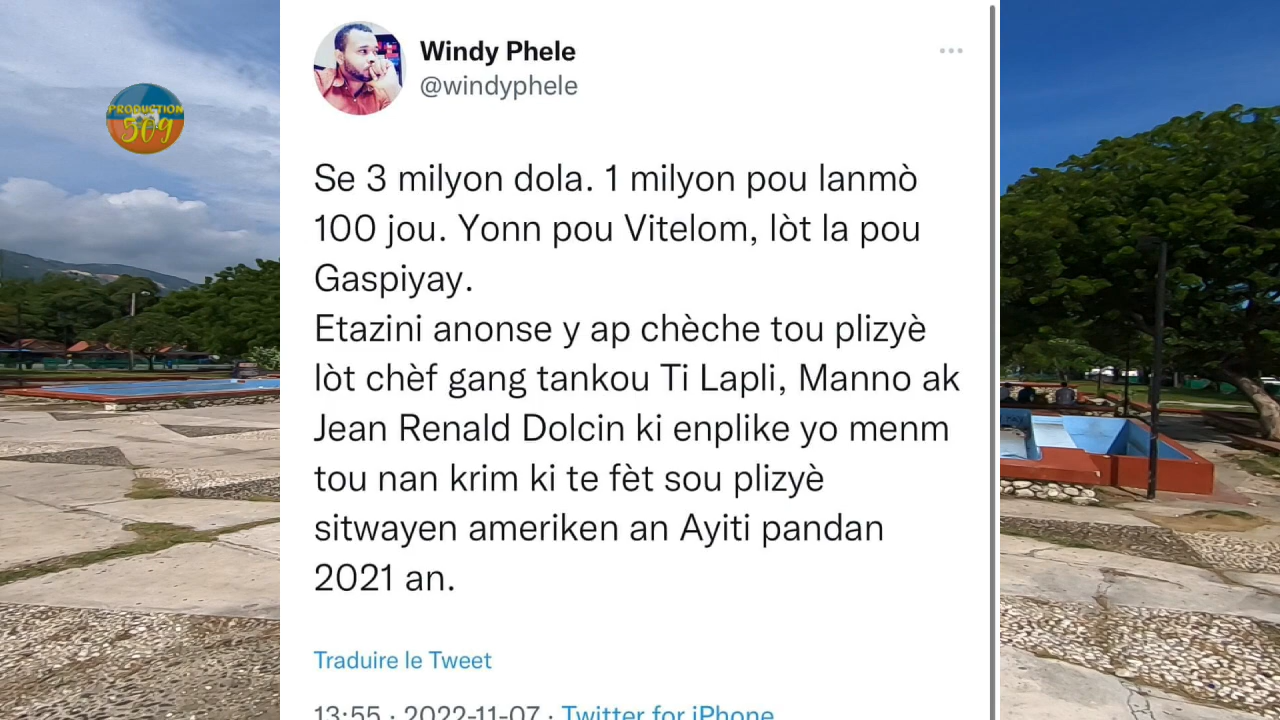 PRODUCTION
509
Windy Phele
@windyphele
Se 3 milyon dola. 1 milyon pou lanmò
100 jou. Yonn pou Vitelom, lòt la pou
Gaspiyay.
Etazini anonse y ap chèche tou plizyè
lòt chèf gang tankou Ti Lapli, Manno ak
Jean Renald Dolcin ki enplike yo menm
tou nan krim ki te fèt sou plizyè
sitwayen ameriken an Ayiti pandan
2021 an.
Traduire le Tweet
13:55 · 2022-11-07 · Twitter for iPhone